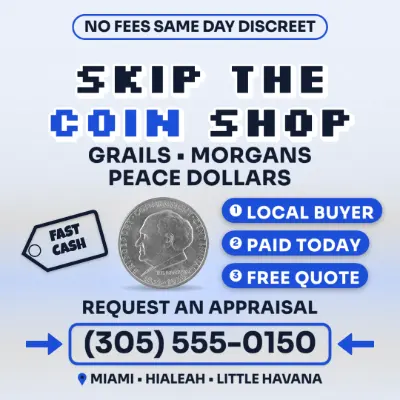 NO FEES SAME DAY DISCREET
SKIP THE
COIN SHOP
GRAILS • MORGANS
PEACE DOLLARS
FAST
CASH
1 LOCAL BUYER
2 PAID TODAY
3 FREE QUOTE
REQUEST AN APPRAISAL
(305) 555-0150
MIAMI • HIALEAH • LITTLE HAVANA